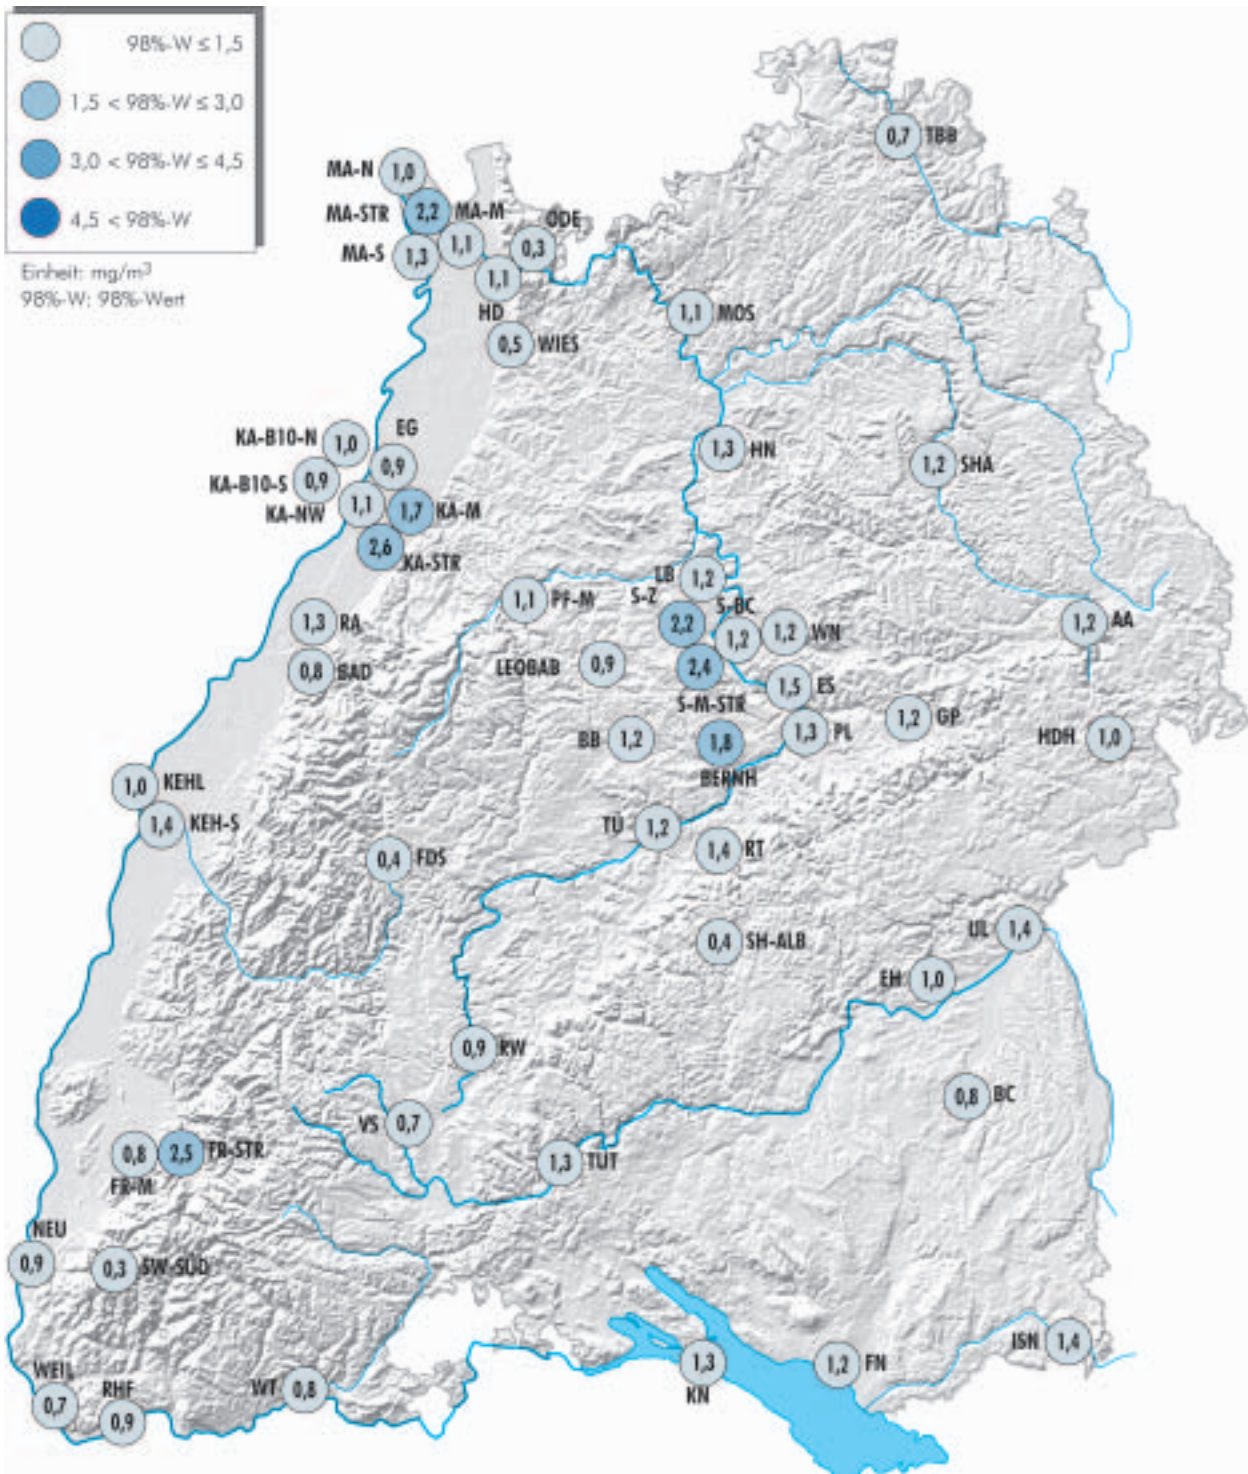 98%-W ≤ 1,5
1,5 < 98%-W ≤ 3,0
3,0 < 98%-W ≤ 4,5
4,5 < 98%-W
Einheit: mg/m³
98%-W: 98%-Wert
0,7 TBB
MA-N 1,0
MA-STR 2,2 MA-M
ODE
MA-S 1,3 1,1 0,3
1,1
HD
1,1 MOS
0,5 WIES
KA-B10-N 1,0 EG
1,3 HN
0,9
1,2 SHA
KA-B10-S 0,9
KA-NW 1,1 1,7 KA-M
2,6 KA-STR
LB 1,2
1,1 PF-M S-Z S-BC
1,3 RA 2,2 1,2 1,2 WN 1,2 AA
0,8 BAD LEOBAB 0,9 2,4
1,5 ES
S-M-STR
BB 1,2 1,8 1,3 PL 1,2 GP HDH 1,0
BERNH
1,0 KEHL
1,4 KEH-S TÜ 1,2
0,4 FDS 1,4 RT
0,4 SH-ALB UL 1,4
EH 1,0
0,9 RW
0,8 BC
VS 0,7
0,8 2,5 FR-STR 1,3 TUT
FR-M
NEU
0,9 0,3 SW-SÜD
ISN 1,4
1,3 1,2 FN
KN
WEIL RHF WT 0,8
0,7 0,9